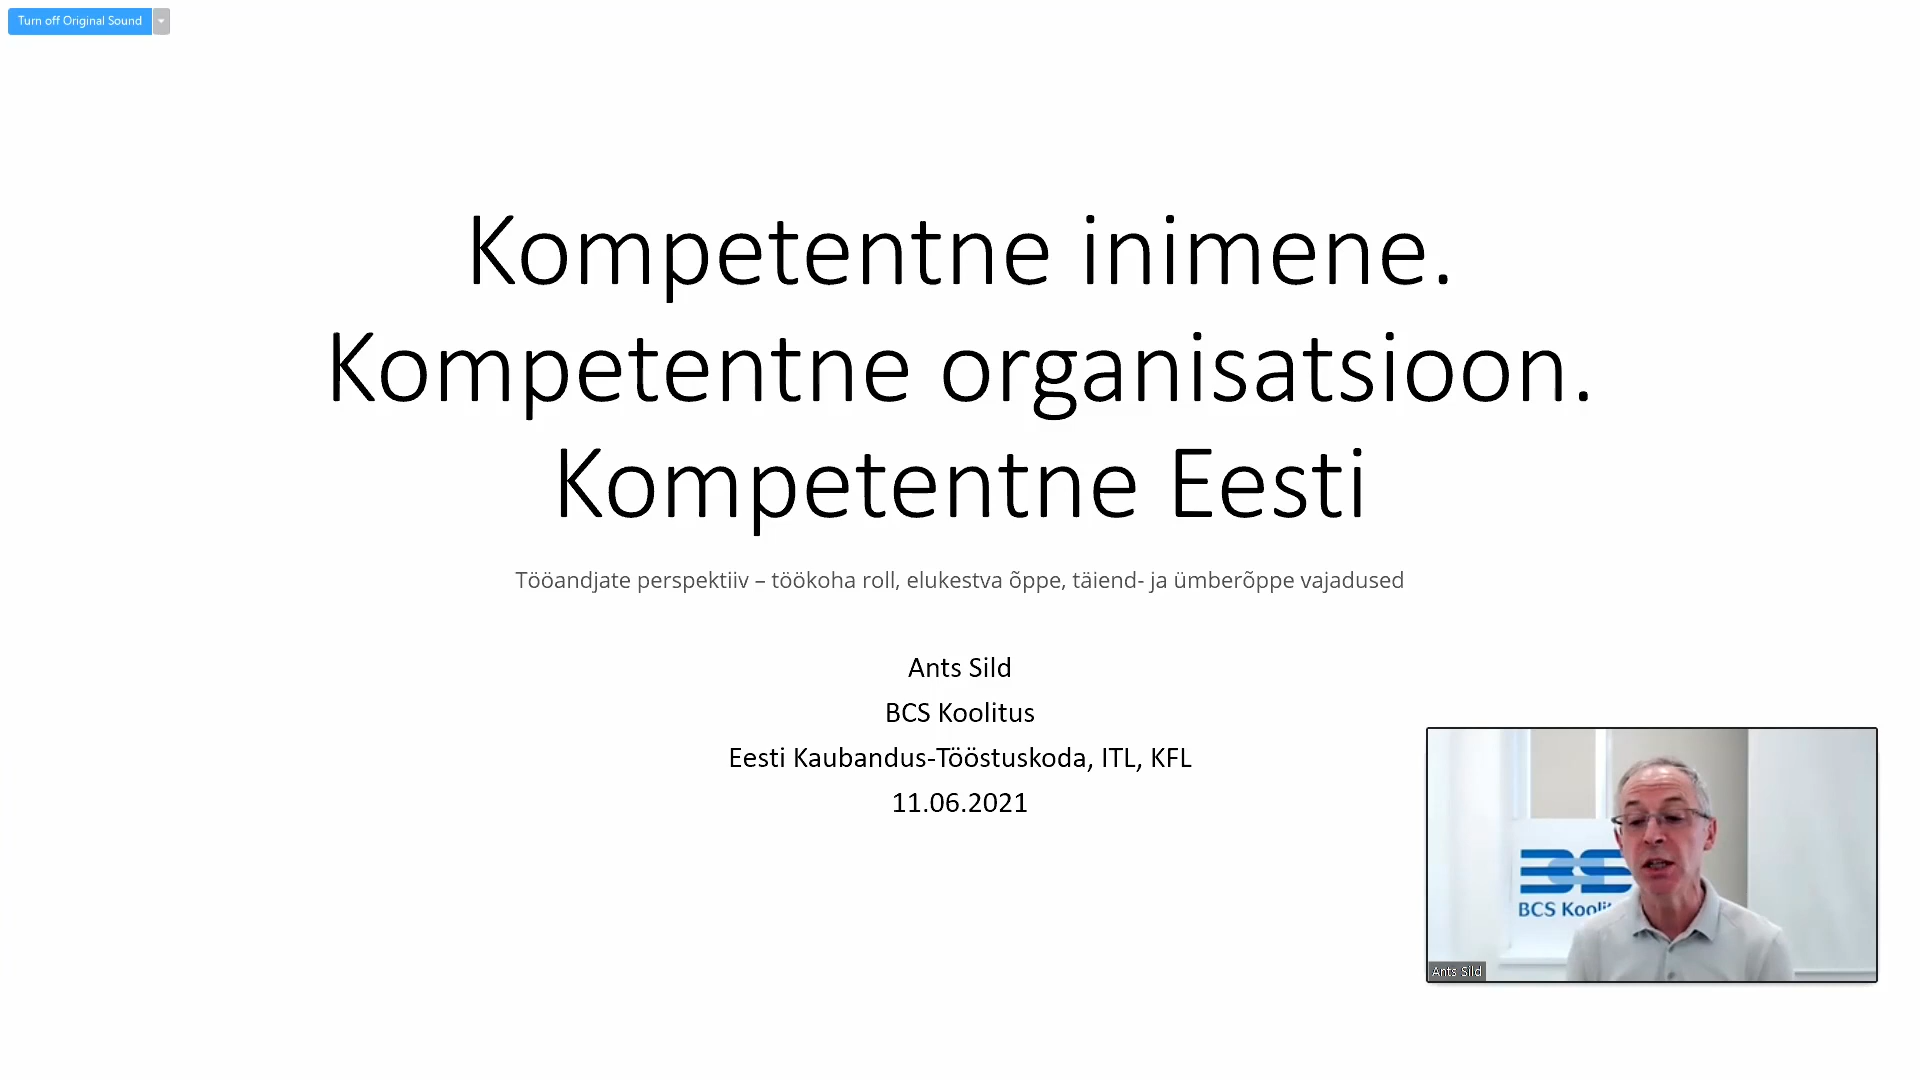 Turn off Original Sound
Kompetentne inimene.
Kompetentne organisatsioon.
Kompetentne Eesti
Tööandjate perspektiiv – töökoha roll, elukestva õppe, täiend- ja ümberõppe vajadused
Ants Sild
BCS Koolitus
Eesti Kaubandus-Tööstuskoda, ITL, KFL
11.06.2021
BCS Koolit
Ants Sild